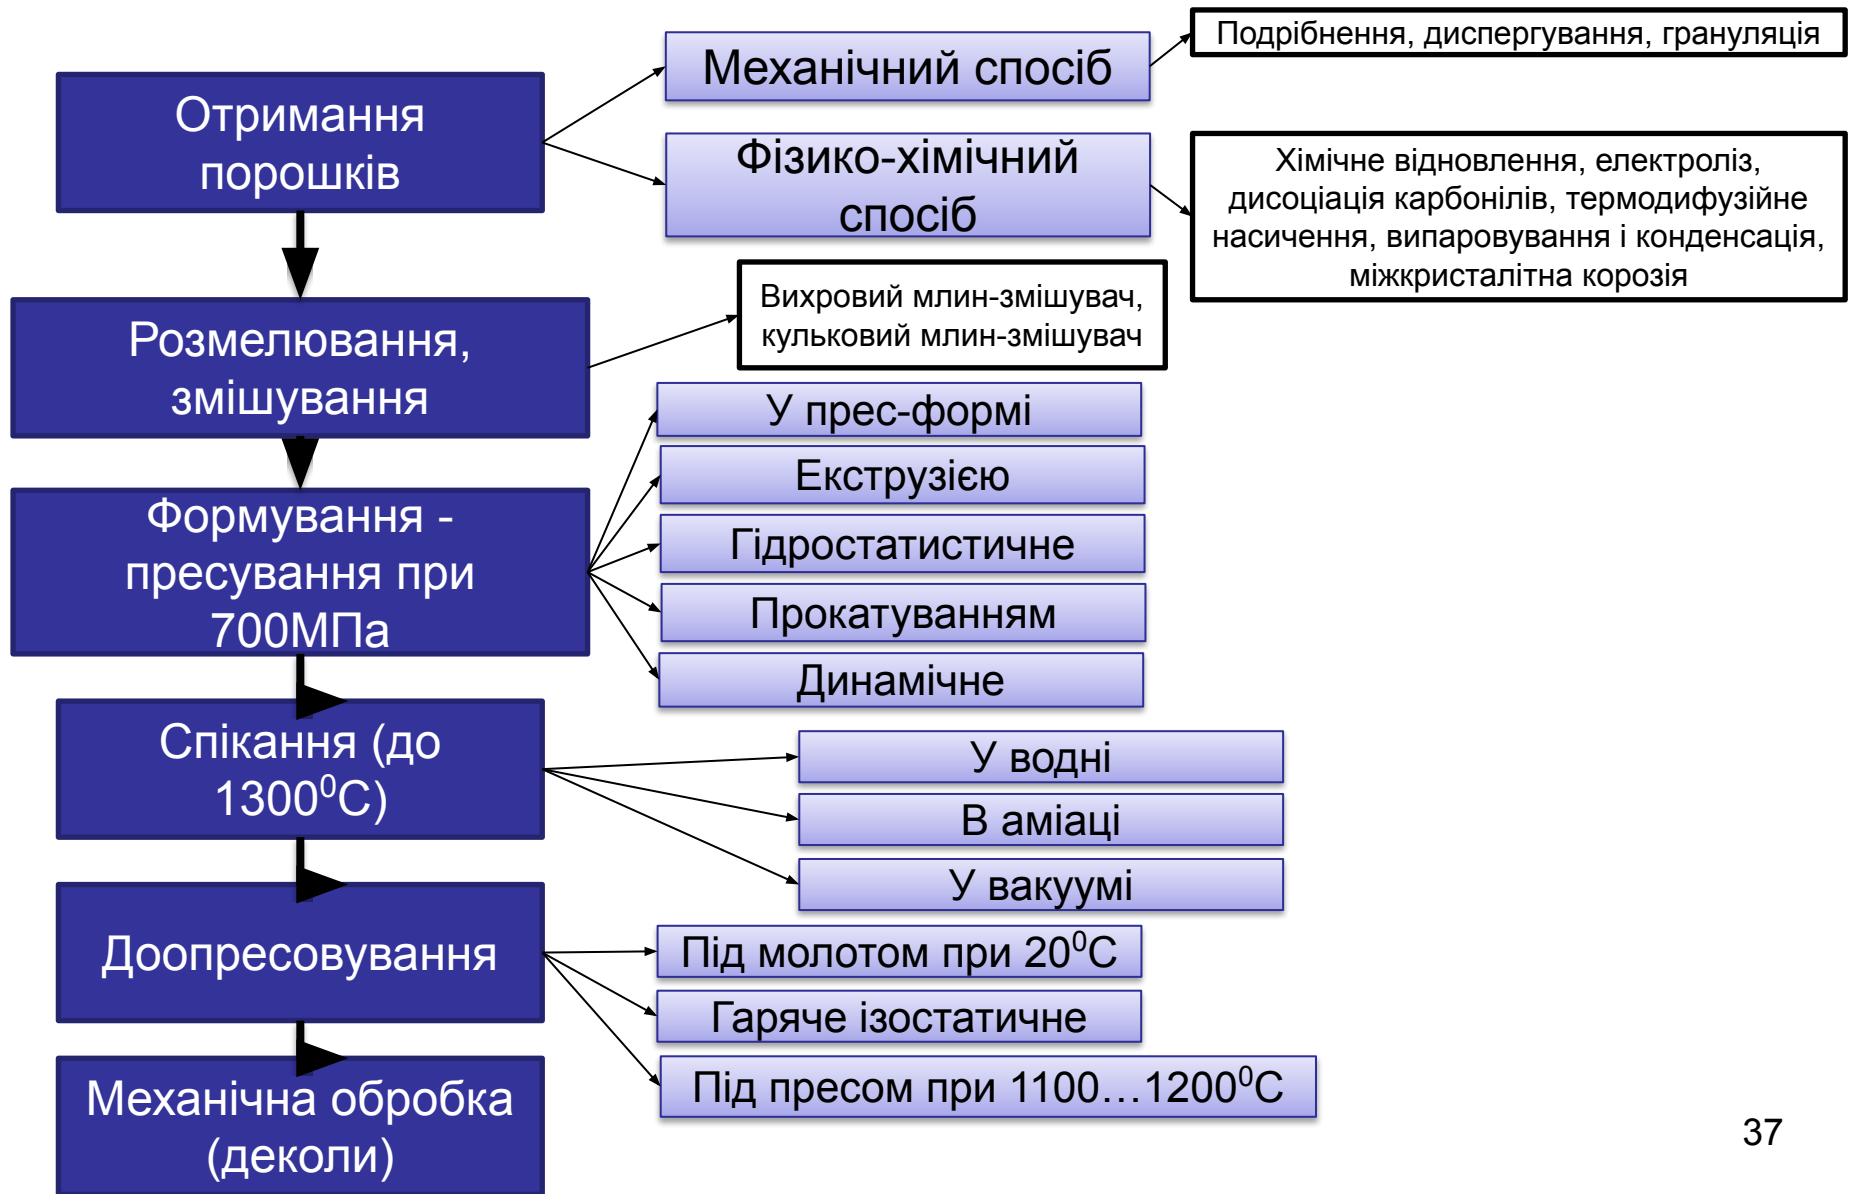 Отримання
порошків
Механічний спосіб
Подрібнення, диспергування, грануляція
Фізико-хімічний
спосіб
Хімічне відновлення, електроліз,
дисоціація карбонілів, термодифузійне
насичення, випаровування і конденсація,
міжкристалітна корозія
Розмелювання,
змішування
Вихровий млин-змішувач,
кульковий млин-змішувач
Формування -
пресування при
700МПа
У прес-формі
Екструзією
Гідростатистичне
Прокатуванням
Динамічне
Спікання (до
1300⁰С)
У водні
В аміаці
У вакуумі
Доопресовування
Під молотом при 20⁰С
Гаряче ізостатичне
Під пресом при 1100…1200⁰С
Механічна обробка
(деколи)
37